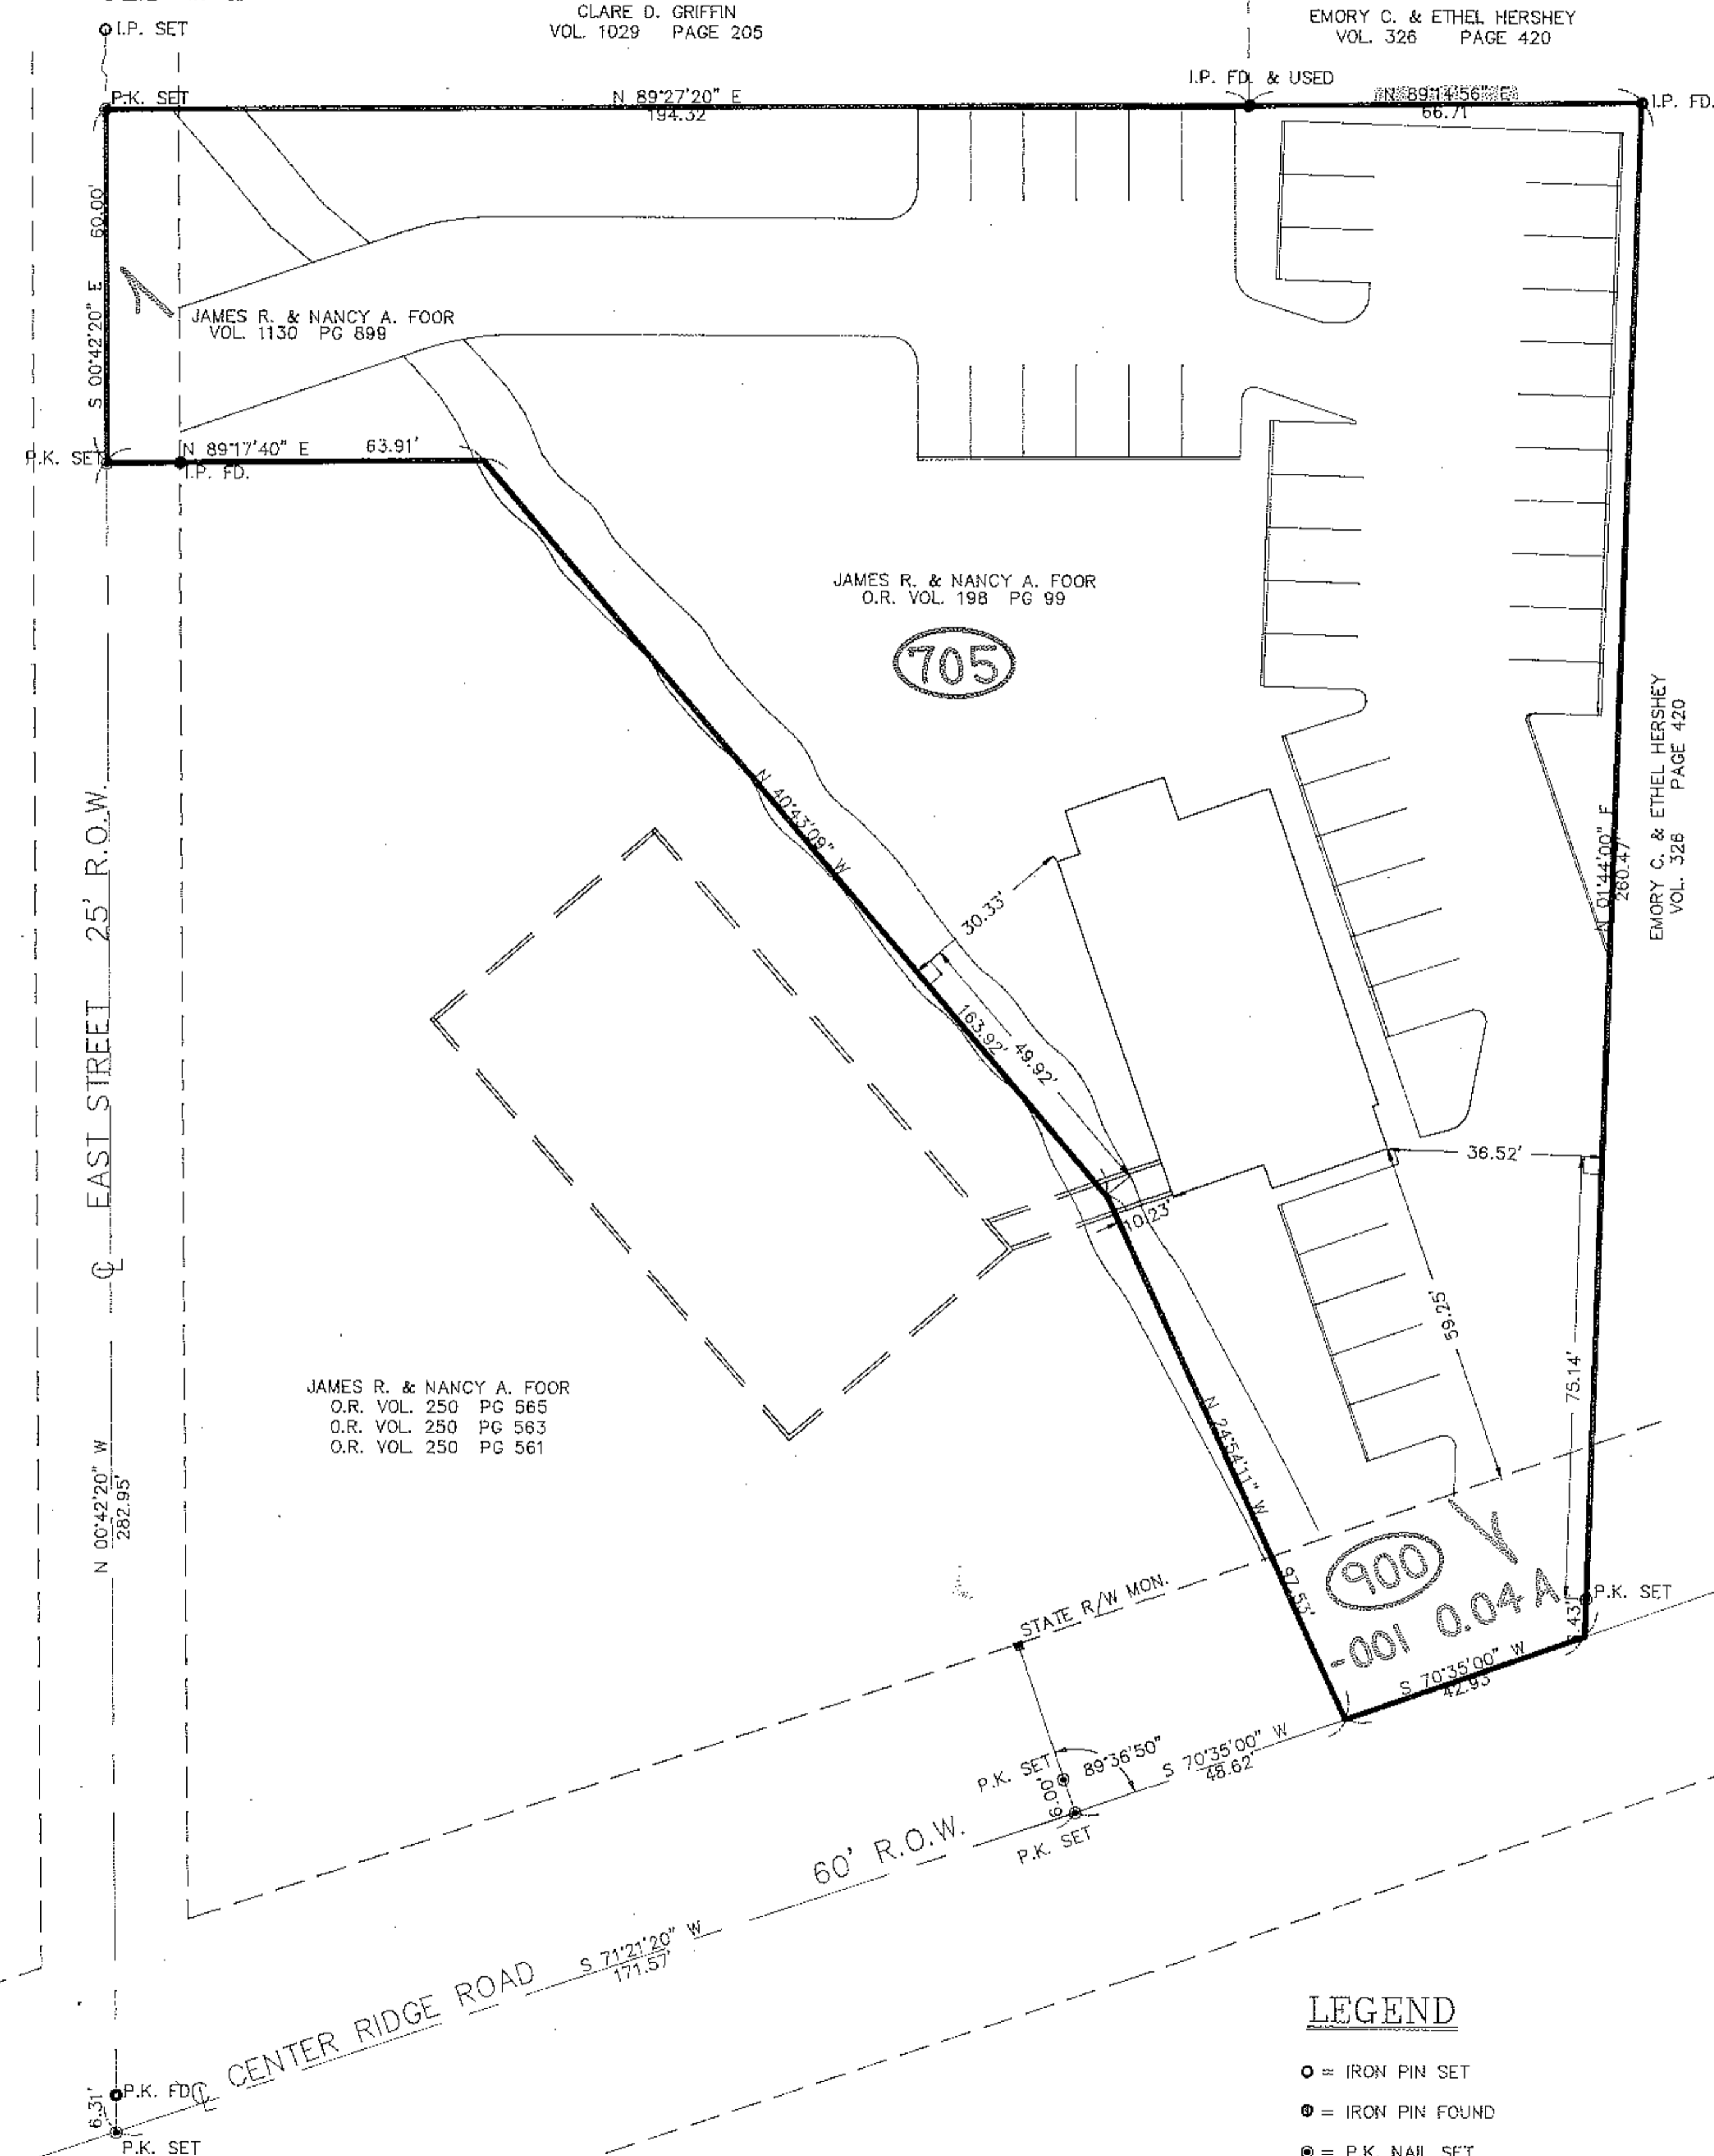 CLARE D. GRIFFIN
VOL. 1029 PAGE 205
EMORY C. & ETHEL HERSHEY
VOL. 326 PAGE 420
I.P. SET
P.K. SET
N 89°27'20" E
194.32
I.P. FD. & USED
N 89°14'56" E
66.71
I.P. FD.
S 00°42'20" E 60.00'
JAMES R. & NANCY A. FOOR
VOL. 1130 PG 899
P.K. SET
N 89°17'40" E 63.91'
I.P. FD.
JAMES R. & NANCY A. FOOR
O.R. VOL. 198 PG 99
705
N 40°43'09" W
163.92'
30.33'
49.92'
10.23'
36.52'
59.25'
75.14'
N 01°44'00" E
260.47'
EMORY C. & ETHEL HERSHEY
VOL. 326 PAGE 420
EAST STREET 25' R.O.W.
N 00°42'20" W
282.95'
JAMES R. & NANCY A. FOOR
O.R. VOL. 250 PG 565
O.R. VOL. 250 PG 563
O.R. VOL. 250 PG 561
N 24°54'11" W
97.53'
900
-001 0.04 A
P.K. SET
S 70°35'00" W
42.93
STATE R/W MON.
P.K. SET
89°36'50"
6.00'
P.K. SET
S 70°35'00" W
48.62'
60' R.O.W.
CENTER RIDGE ROAD
S 71°21'20" W
171.57'
P.K. FD
6.31'
P.K. SET
LEGEND
= IRON PIN SET
= IRON PIN FOUND
= P.K. NAIL SET